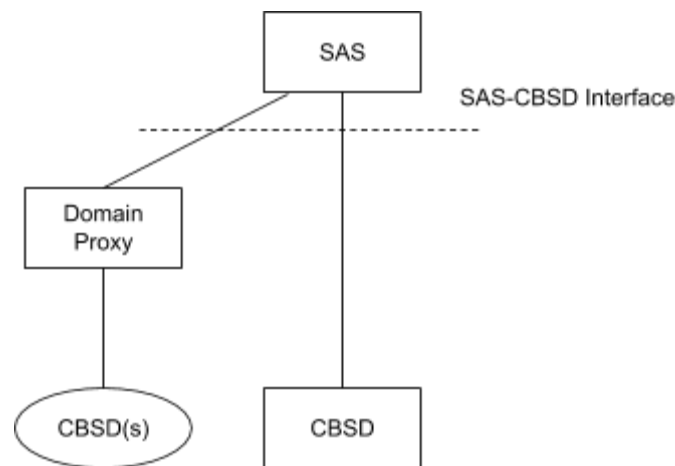 SAS
SAS-CBSD Interface
Domain
Proxy
CBSD(s)
CBSD